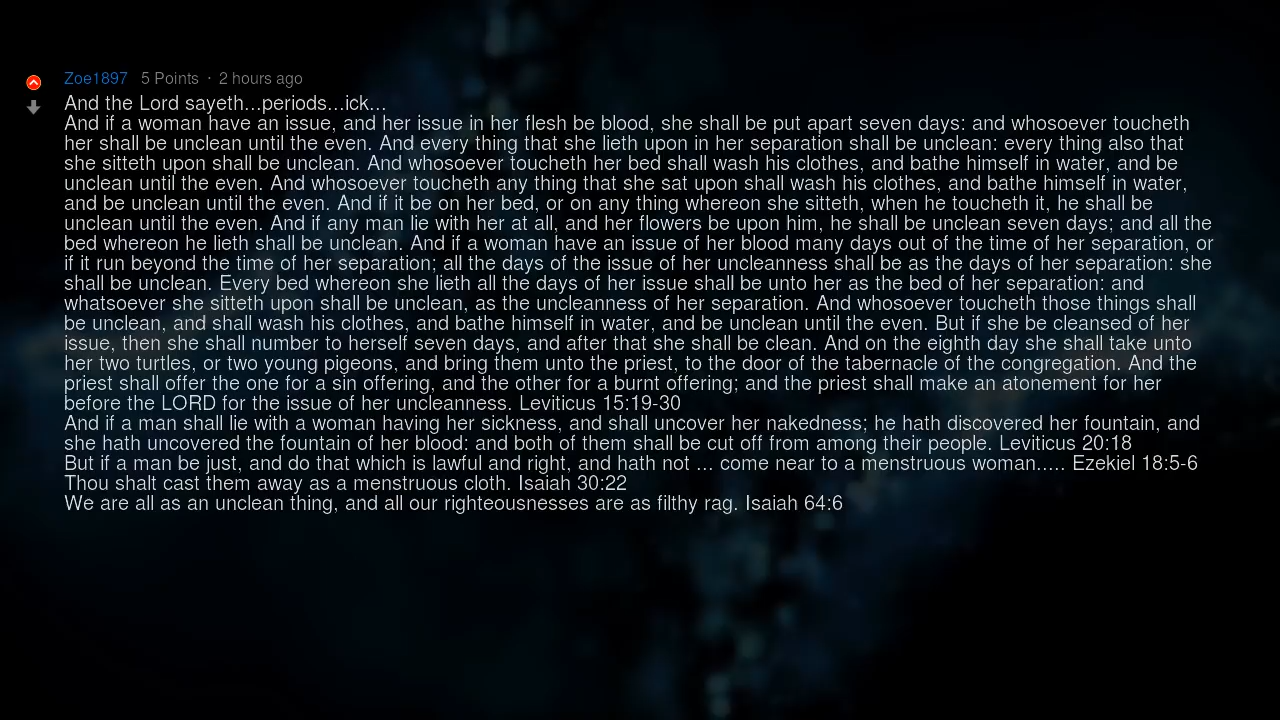 Zoe1897 5 Points · 2 hours ago
And the Lord sayeth...periods...ick...
And if a woman have an issue, and her issue in her flesh be blood, she shall be put apart seven days: and whosoever toucheth
her shall be unclean until the even. And every thing that she lieth upon in her separation shall be unclean: every thing also that
she sitteth upon shall be unclean. And whosoever toucheth her bed shall wash his clothes, and bathe himself in water, and be
unclean until the even. And whosoever toucheth any thing that she sat upon shall wash his clothes, and bathe himself in water,
and be unclean until the even. And if it be on her bed, or on any thing whereon she sitteth, when he toucheth it, he shall be
unclean until the even. And if any man lie with her at all, and her flowers be upon him, he shall be unclean seven days; and all the
bed whereon he lieth shall be unclean. And if a woman have an issue of her blood many days out of the time of her separation, or
if it run beyond the time of her separation; all the days of the issue of her uncleanness shall be as the days of her separation: she
shall be unclean. Every bed whereon she lieth all the days of her issue shall be unto her as the bed of her separation: and
whatsoever she sitteth upon shall be unclean, as the uncleanness of her separation. And whosoever toucheth those things shall
be unclean, and shall wash his clothes, and bathe himself in water, and be unclean until the even. But if she be cleansed of her
issue, then she shall number to herself seven days, and after that she shall be clean. And on the eighth day she shall take unto
her two turtles, or two young pigeons, and bring them unto the priest, to the door of the tabernacle of the congregation. And the
priest shall offer the one for a sin offering, and the other for a burnt offering; and the priest shall make an atonement for her
before the LORD for the issue of her uncleanness. Leviticus 15:19-30
And if a man shall lie with a woman having her sickness, and shall uncover her nakedness; he hath discovered her fountain, and
she hath uncovered the fountain of her blood: and both of them shall be cut off from among their people. Leviticus 20:18
But if a man be just, and do that which is lawful and right, and hath not ... come near to a menstruous woman..... Ezekiel 18:5-6
Thou shalt cast them away as a menstruous cloth. Isaiah 30:22
We are all as an unclean thing, and all our righteousnesses are as filthy rag. Isaiah 64:6